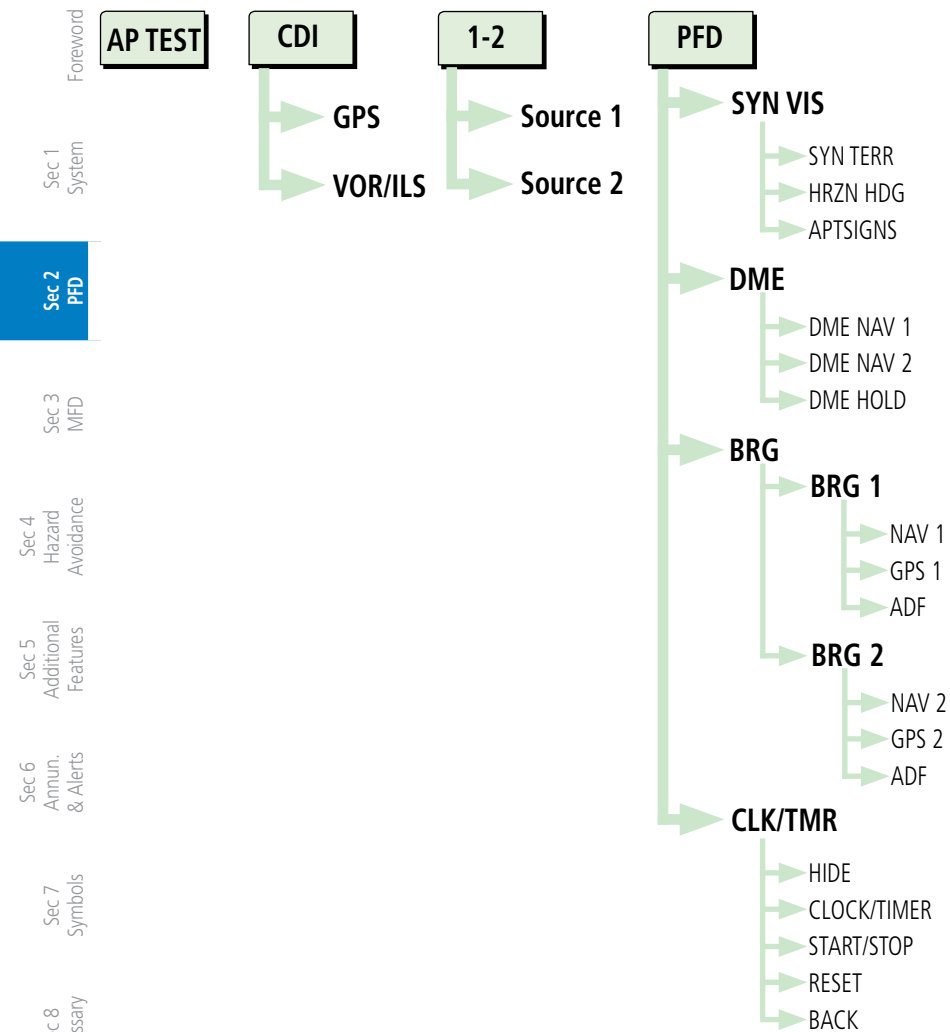 Foreword
Sec 1
System
Sec 2
PFD
Sec 3
MFD
Sec 4
Hazard
Avoidance
Sec 5
Additional
Features
Sec 6
Annun.
& Alerts
Sec 7
Symbols
AP TEST
CDI
GPS
VOR/ILS
1-2
Source 1
Source 2
PFD
SYN VIS
SYN TERR
HRZN HDG
APTSIGNS
DME
DME NAV 1
DME NAV 2
DME HOLD
BRG
BRG 1
NAV 1
GPS 1
ADF
BRG 2
NAV 2
GPS 2
ADF
CLK/TMR
HIDE
CLOCK/TIMER
START/STOP
RESET
BACK